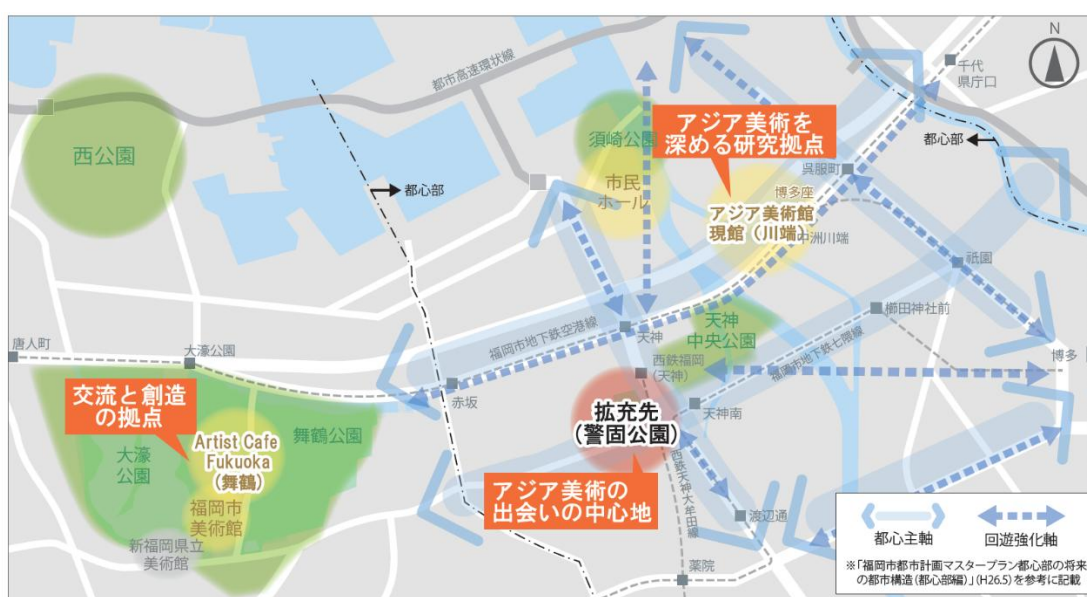 N
都市高速環状線
千代
県庁口
西公園
須崎公園
アジア美術を
深める研究拠点
都心部
呉服町
都心部
市民
ホール
博多座
アジア美術館
現館（川端）
中洲川端
祇園
櫛田神社前
福岡市地下鉄空港線
天神
天神
中央公園
唐人町
大濠公園
西鉄福岡
（天神）
福岡市地下鉄七隈線
博多
交流と創造
の拠点
赤坂
天神南
拡充先
（警固公園）
Artist Cafe
Fukuoka
（舞鶴）
舞鶴公園
大濠
公園
アジア美術の
出会いの中心地
西鉄天神大牟田線
渡辺通
福岡市
美術館
新福岡県立
美術館
薬院
都心主軸
回遊強化軸
※「福岡市都市計画マスタープラン都心部の将来
の都市構造（都心部編）」（H26.5）を参考に記載